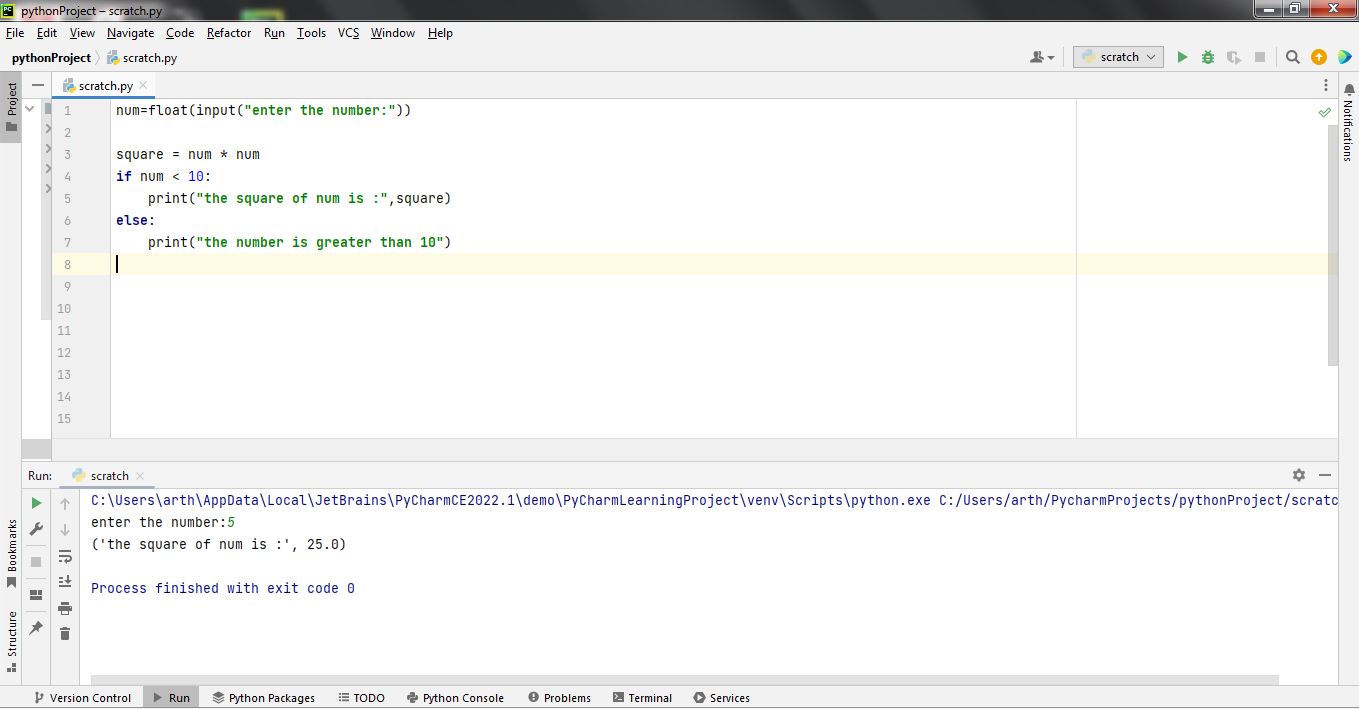 pythonProject – scratch.py
File Edit View Navigate Code Refactor Run Tools VCS Window Help
pythonProject scratch.py scratch
Project
scratch.py
Notifications
1 num=float(input("enter the number:"))
2
3 square = num * num
4 if num < 10:
5     print("the square of num is :",square)
6 else:
7     print("the number is greater than 10")
8
9
10
11
12
13
14
15
Run: scratch
C:\Users\arth\AppData\Local\JetBrains\PyCharmCE2022.1\demo\PyCharmLearningProject\venv\Scripts\python.exe C:/Users/arth/PycharmProjects/pythonProject/scratc
enter the number:5
('the square of num is :', 25.0)
Process finished with exit code 0
Bookmarks
Structure
Version Control Run Python Packages TODO Python Console Problems Terminal Services